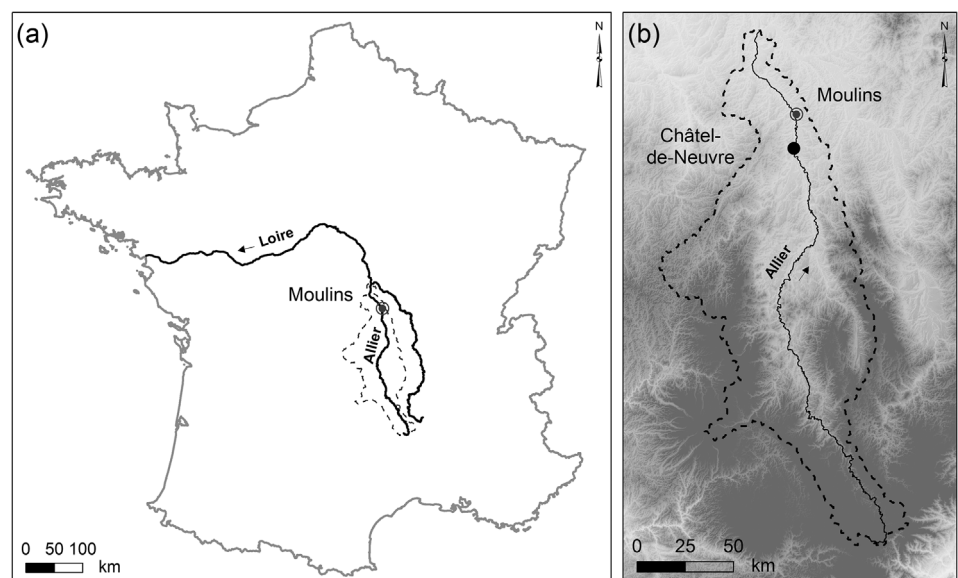 (a)
N
Loire
Moulins
Allier
0 50 100
km
(b)
N
Moulins
Châtel-
de-Neuvre
Allier
0 25 50
km